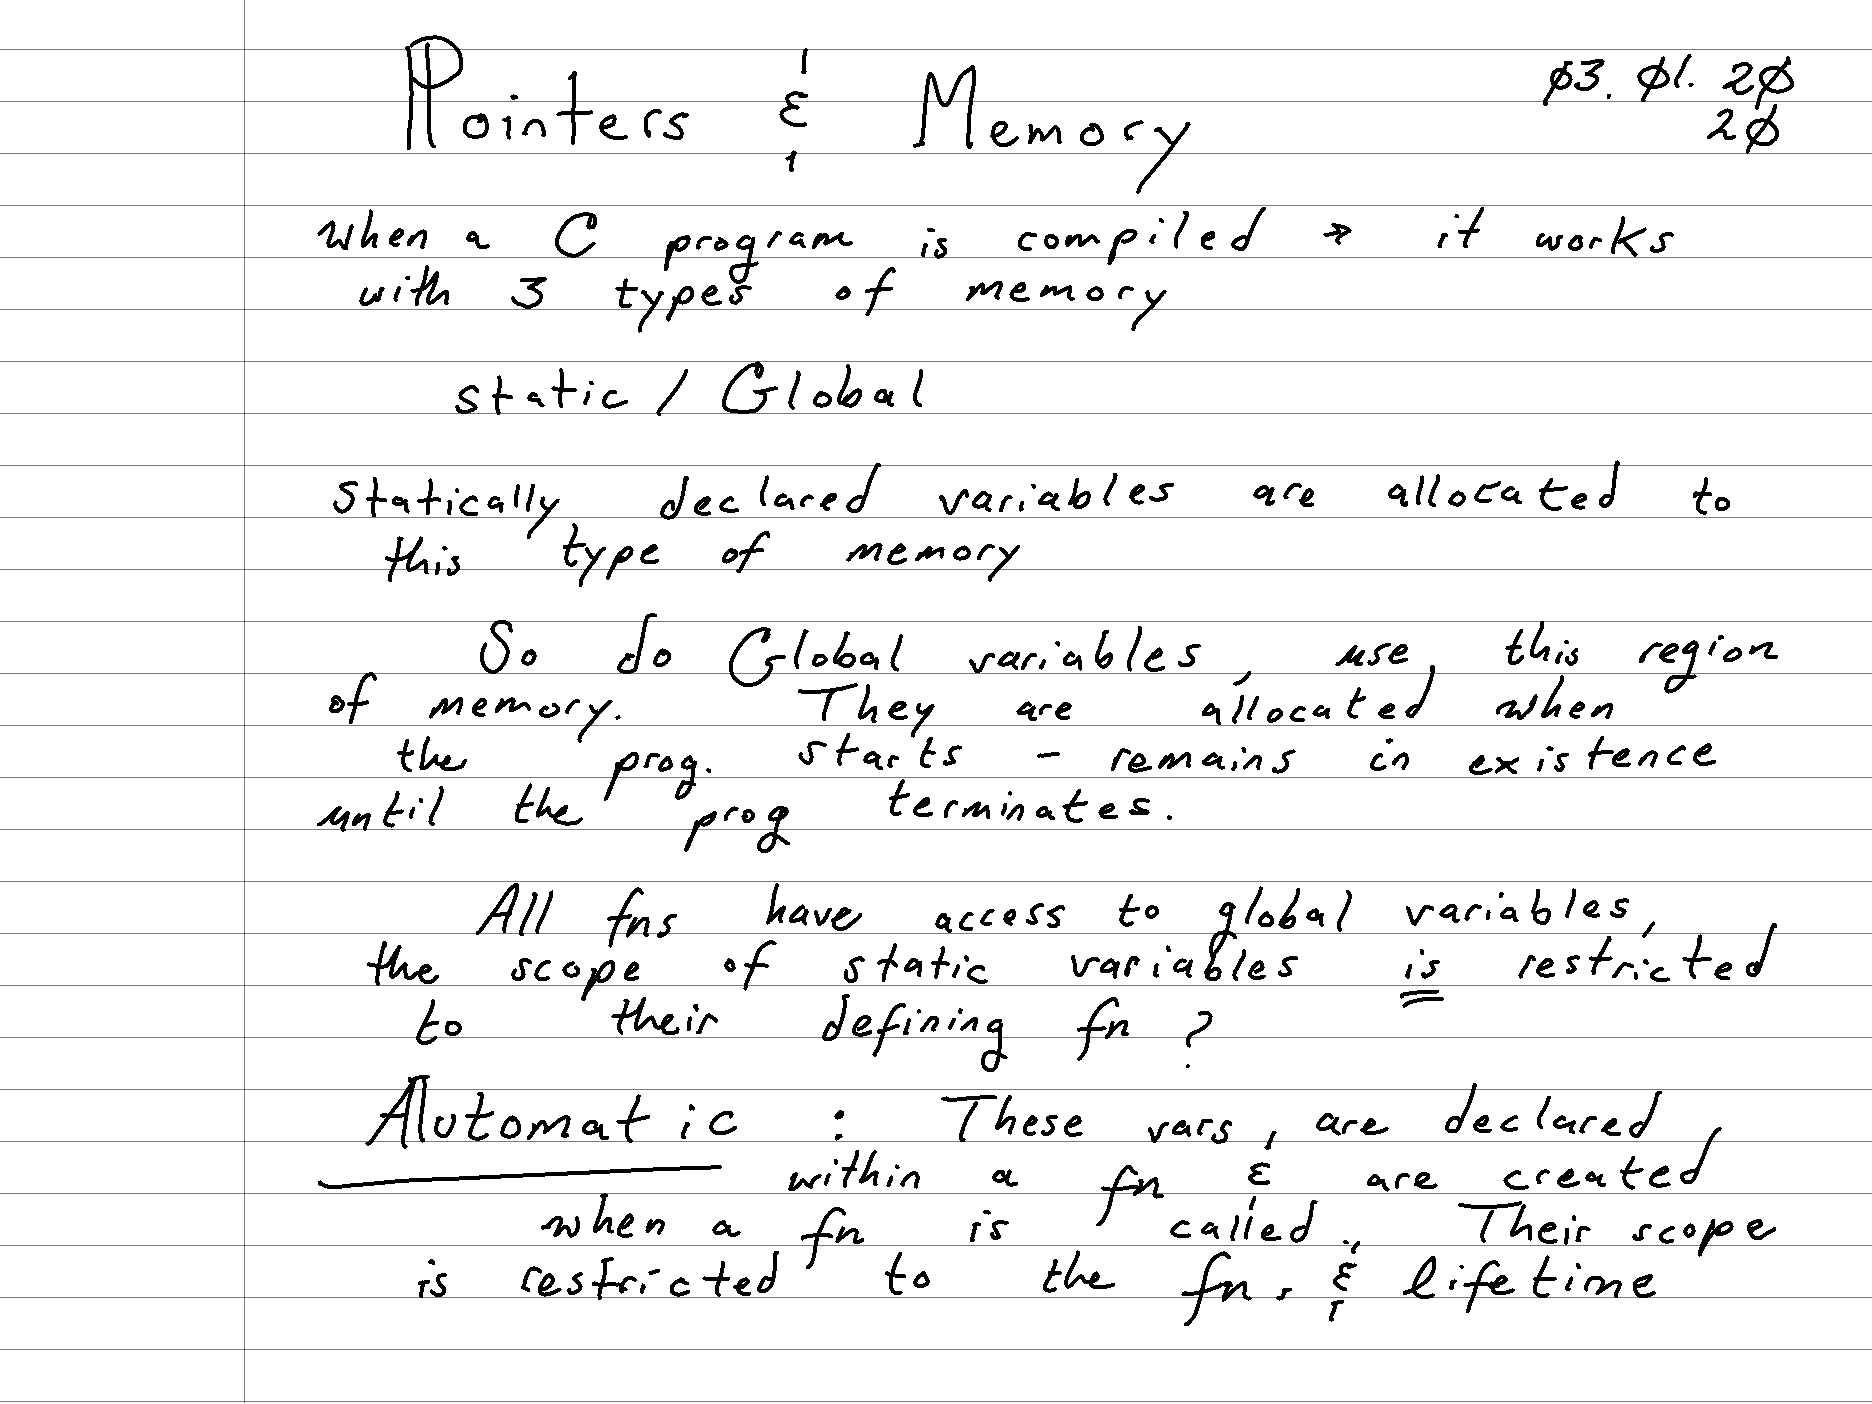 Pointers & Memory
03. 01. 20
20
when a C program is compiled → it works
with 3 types of memory
static / Global
statically declared variables are allocated to
this type of memory
So do Global variables, use, this region
of memory. They are allocated when
the prog. starts - remains in existence
until the prog terminates.
All fns have access to global variables,
the scope of static variables is restricted
to their defining fn ?
Automatic : These vars, are declared
within a fn & are created
when a fn is called. Their scope
is restricted to the fn. & lifetime